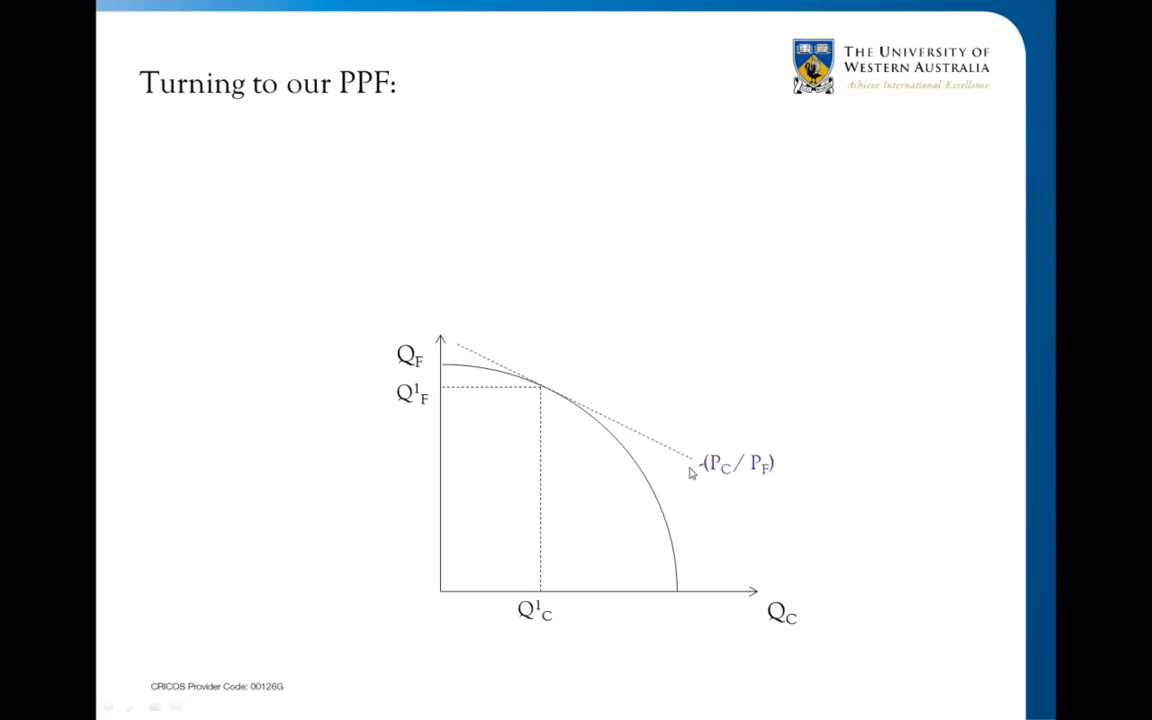 Turning to our PPF:
THE UNIVERSITY OF
WESTERN AUSTRALIA
Achieve International Excellence
Q_F
Q¹_F
-(P_C / P_F)
Q¹_C
Q_C
CRICOS Provider Code: 00126G